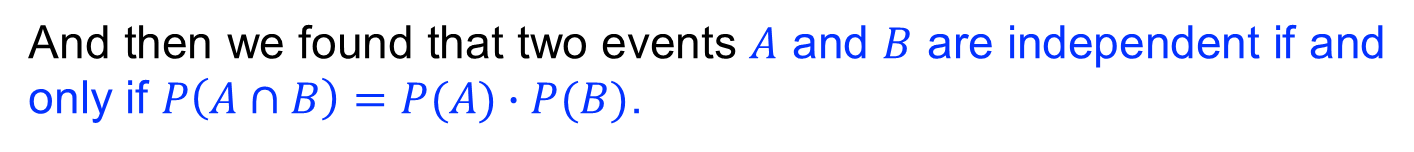 And then we found that two events A and B are independent if and
only if P(A ∩ B) = P(A) · P(B).